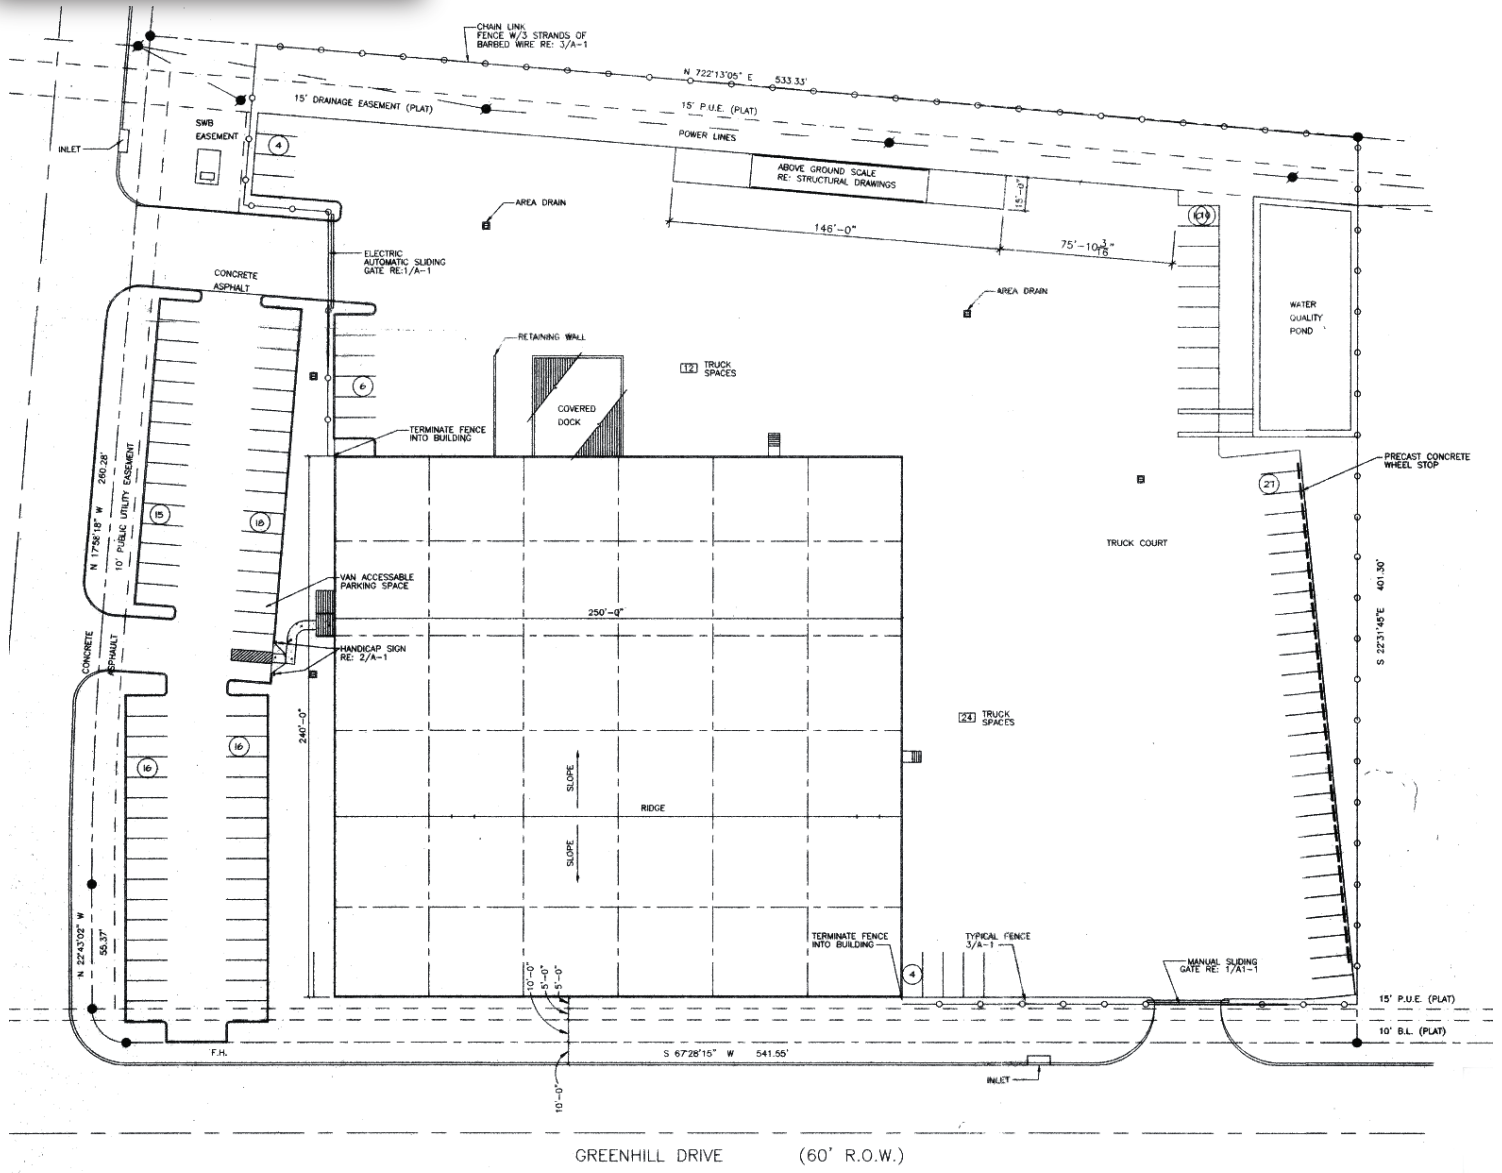 CHAIN LINK
FENCE W/3 STRANDS OF
BARBED WIRE RE: 3/A-1
N 722'13'05" E 533.33'
15' DRAINAGE EASEMENT (PLAT)
15' P.U.E. (PLAT)
POWER LINES
SWB
EASEMENT
INLET
4
ABOVE GROUND SCALE
RE: STRUCTURAL DRAWINGS
15'-0"
AREA DRAIN
146'-0"
75'-10 3/16"
ELECTRIC
AUTOMATIC SLIDING
GATE RE:1/A-1
CONCRETE
ASPHALT
AREA DRAIN
WATER
QUALITY
POND
RETAINING WALL
12 TRUCK
SPACES
6
COVERED
DOCK
TERMINATE FENCE
INTO BUILDING
PRECAST CONCRETE
WHEEL STOP
27
N 17'58'18" W 260.28'
10' PUBLIC UTILITY EASEMENT
15
18
TRUCK COURT
VAN ACCESSABLE
PARKING SPACE
250'-0"
S 22'31'45"E 401.30'
HANDICAP SIGN
RE: 2/A-1
CONCRETE
ASPHALT
240'-0"
24 TRUCK
SPACES
16
16
SLOPE
RIDGE
SLOPE
N 22'43'02" W
55.37'
TERMINATE FENCE
INTO BUILDING
TYPICAL FENCE
3/A-1
4
MANUAL SLIDING
GATE RE: 1/A1-1
10'-0"
5'-0"
5'-0"
15' P.U.E. (PLAT)
10' B.L. (PLAT)
F.H.
S 67'28'15" W 541.55'
INLET
10'-0"
GREENHILL DRIVE (60' R.O.W.)